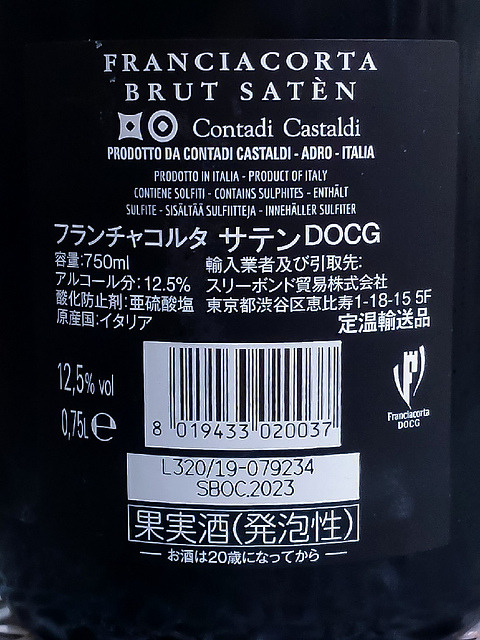 FRANCIACORTA
BRUT SATÈN
Contadi Castaldi
PRODOTTO DA CONTADI CASTALDI - ADRO - ITALIA
PRODOTTO IN ITALIA - PRODUCT OF ITALY
CONTIENE SOLFITI - CONTAINS SULPHITES - ENTHÄLT
SULFITE - SISÄLTÄÄ SULFIITTEJA - INNEHÅLLER SULFITER
フランチャコルタ サテンDOCG
容量:750ml
アルコール分:12.5%
酸化防止剤:亜硫酸塩
原産国:イタリア
輸入業者及び引取先:
スリーボンド貿易株式会社
東京都渋谷区恵比寿1-18-15 5F
定温輸送品
12,5% vol
0,75L e
8 019433 020037
Franciacorta
DOCG
L320/19-079234
SBOC.2023
果実酒(発泡性)
お酒は20歳になってから